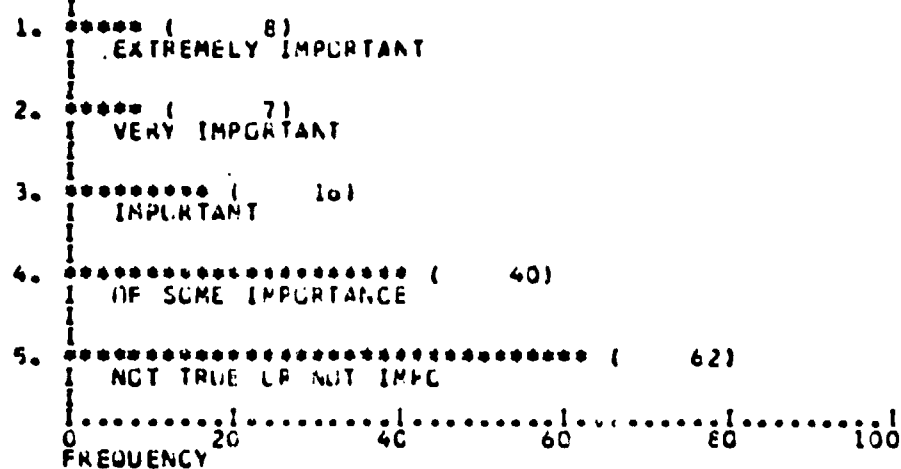 1. ***** ( 8)
I .EXTREMELY IMPORTANT
2. ***** ( 7)
I VERY IMPORTANT
3. ********* ( 16)
I IMPORTANT
4. ********************* ( 40)
I OF SOME IMPORTANCE
5. ******************************** ( 62)
I NOT TRUE OR NOT IMPO
I.........I.........I.........I.........I.........I
0 20 40 60 80 100
FREQUENCY